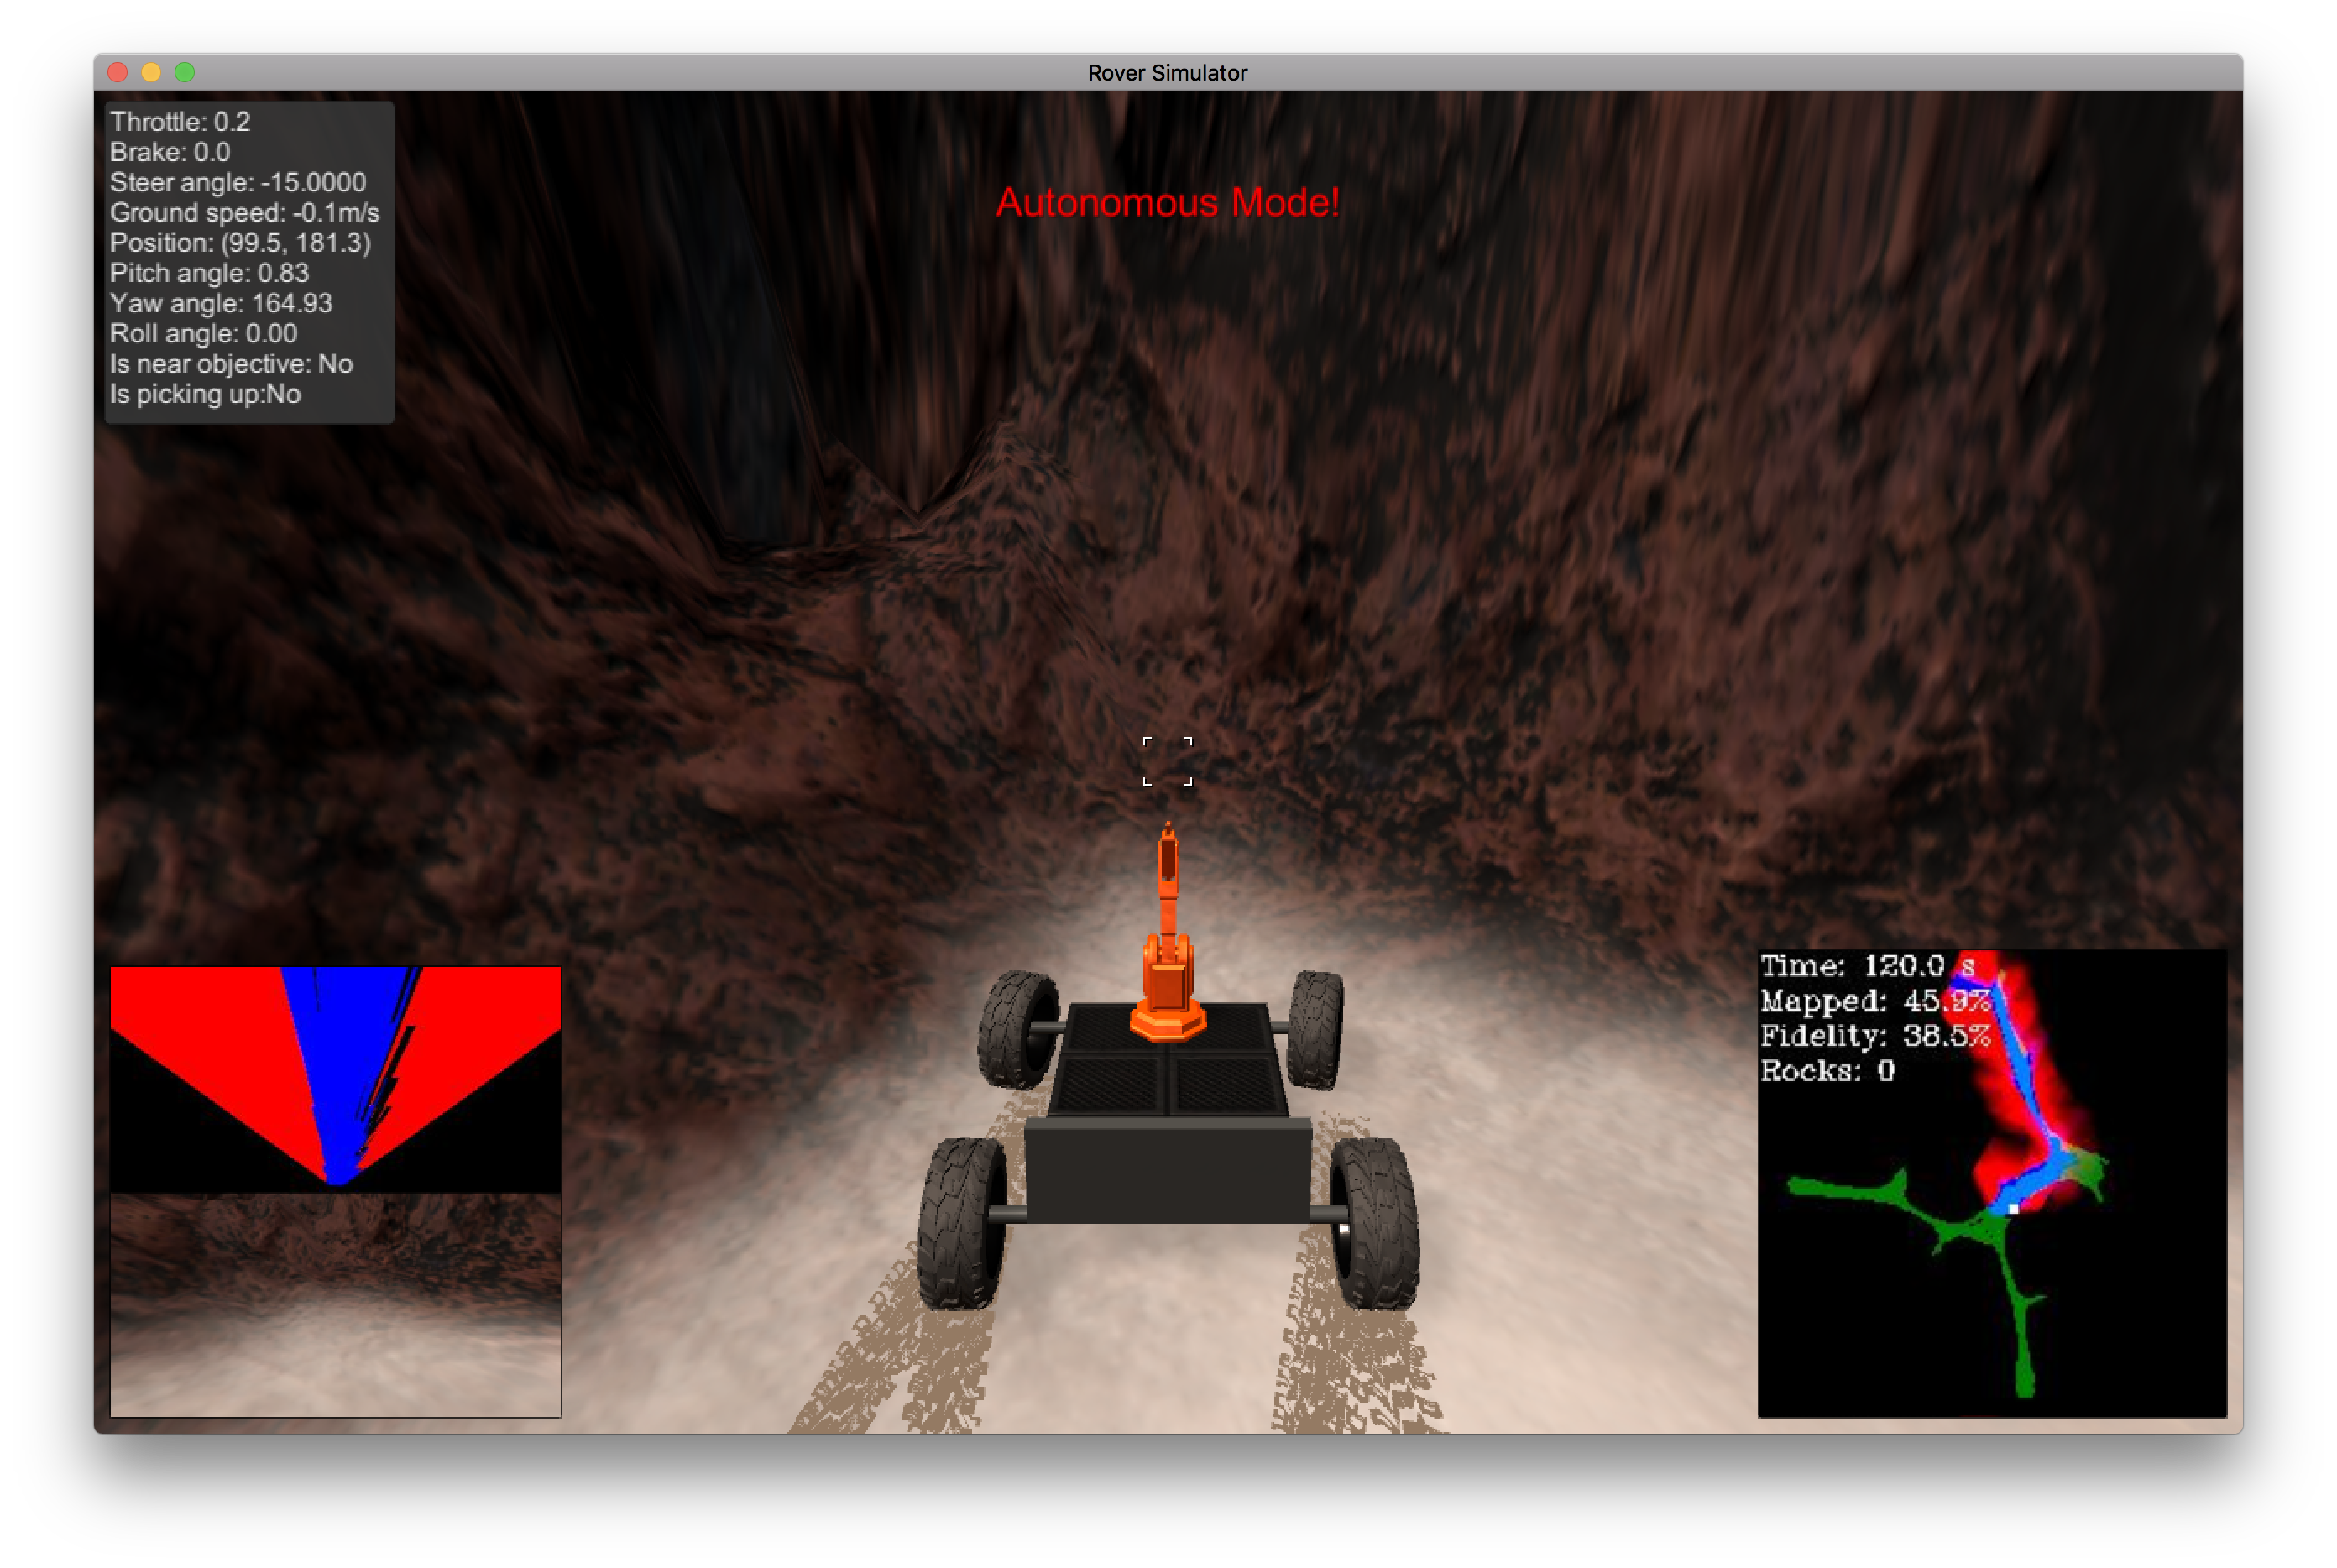 Rover Simulator
Throttle: 0.2
Brake: 0.0
Steer angle: -15.0000
Ground speed: -0.1m/s
Position: (99.5, 181.3)
Pitch angle: 0.83
Yaw angle: 164.93
Roll angle: 0.00
Is near objective: No
Is picking up:No
Autonomous Mode!
Time: 120.0 s
Mapped: 45.9%
Fidelity: 38.5%
Rocks: 0